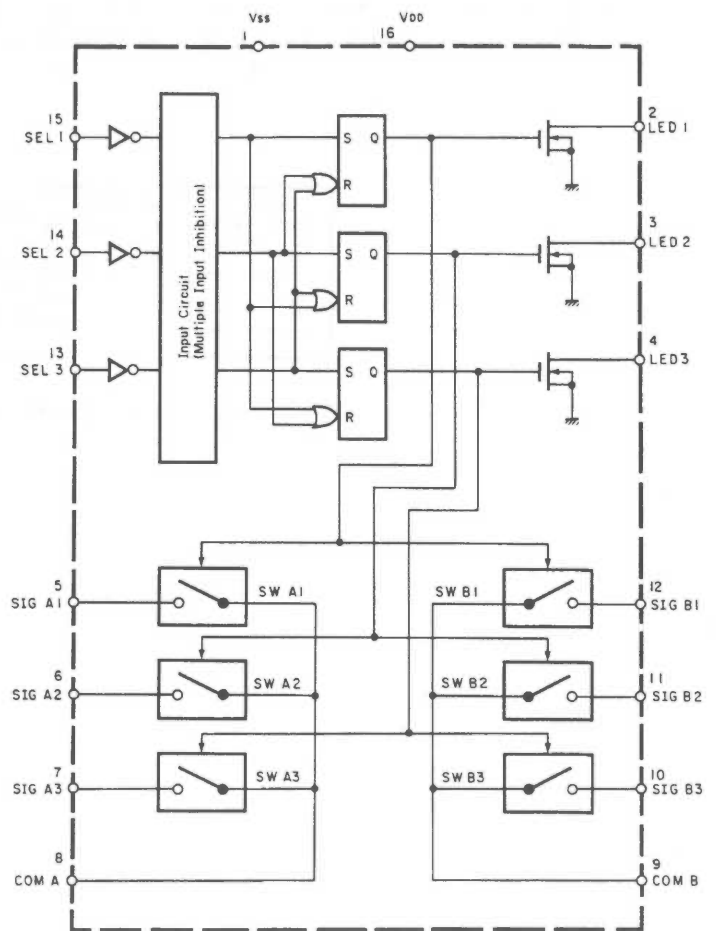 VSS
1
16
VDD
15
SEL 1
14
SEL 2
13
SEL 3
Input Circuit
(Multiple Input Inhibition)
S Q
R
S Q
R
S Q
R
2
LED 1
3
LED 2
4
LED 3
5
SIG A1
SW A1
SW B1
12
SIG B1
6
SIG A2
SW A2
SW B2
11
SIG B2
7
SIG A3
SW A3
SW B3
10
SIG B3
8
COM A
9
COM B